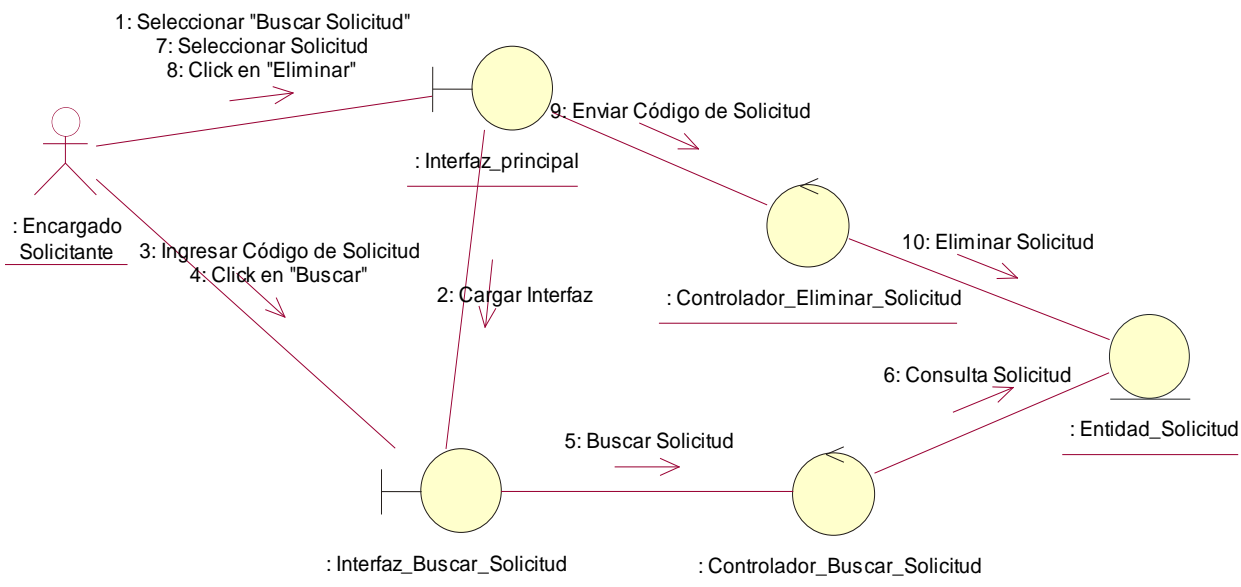 1: Seleccionar "Buscar Solicitud"
7: Seleccionar Solicitud
8: Click en "Eliminar"
9: Enviar Código de Solicitud
: Interfaz_principal
: Encargado
Solicitante
3: Ingresar Código de Solicitud
4: Click en "Buscar"
10: Eliminar Solicitud
2: Cargar Interfaz
: Controlador_Eliminar_Solicitud
6: Consulta Solicitud
: Entidad_Solicitud
5: Buscar Solicitud
: Interfaz_Buscar_Solicitud
: Controlador_Buscar_Solicitud